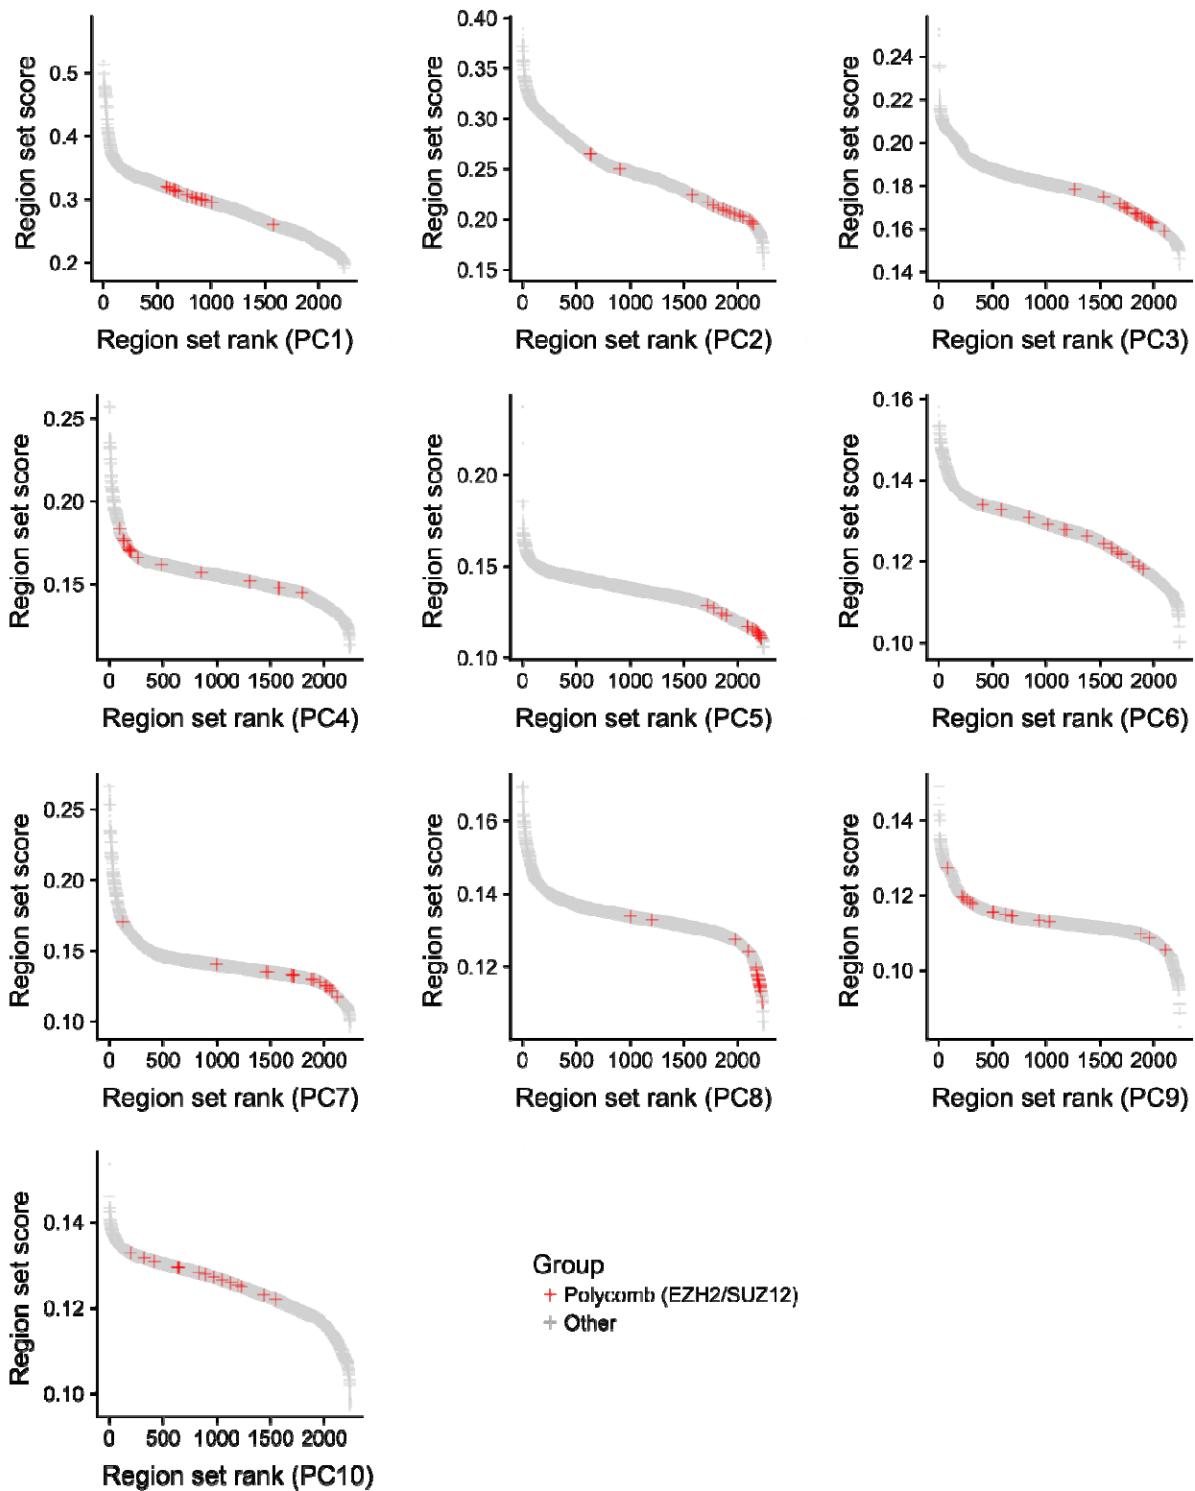 Region set score
0.5
0.4
0.3
0.2
0 500 1000 1500 2000
Region set rank (PC1)
Region set score
0.40
0.35
0.30
0.25
0.20
0.15
0 500 1000 1500 2000
Region set rank (PC2)
Region set score
0.24
0.22
0.20
0.18
0.16
0.14
0 500 1000 1500 2000
Region set rank (PC3)
Region set score
0.25
0.20
0.15
0 500 1000 1500 2000
Region set rank (PC4)
Region set score
0.20
0.15
0.10
0 500 1000 1500 2000
Region set rank (PC5)
Region set score
0.16
0.14
0.12
0.10
0 500 1000 1500 2000
Region set rank (PC6)
Region set score
0.25
0.20
0.15
0.10
0 500 1000 1500 2000
Region set rank (PC7)
Region set score
0.16
0.14
0.12
0 500 1000 1500 2000
Region set rank (PC8)
Region set score
0.14
0.12
0.10
0 500 1000 1500 2000
Region set rank (PC9)
Region set score
0.14
0.12
0.10
0 500 1000 1500 2000
Region set rank (PC10)
Group
Polycomb (EZH2/SUZ12)
Other